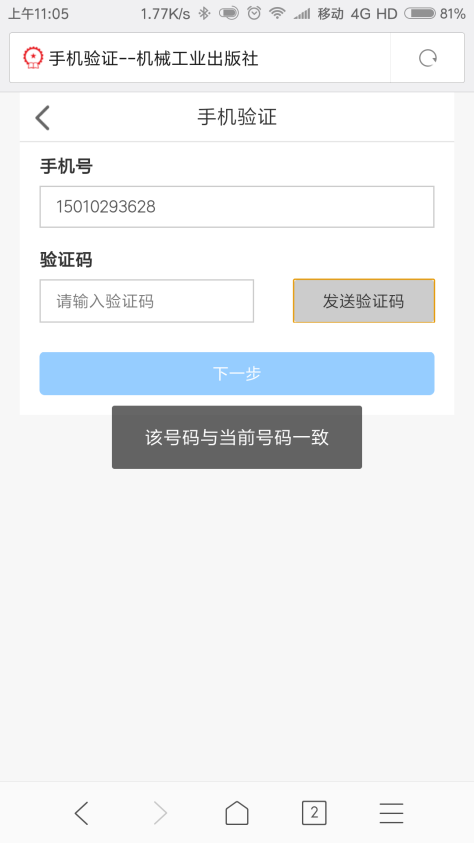 上午11:05 1.77K/s 移动 4G HD 81%
手机验证--机械工业出版社
手机验证
手机号
15010293628
验证码
请输入验证码 发送验证码
下一步
该号码与当前号码一致
2